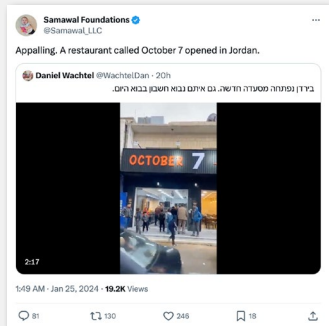 Samawal Foundations
@Samawal_LLC
Appalling. A restaurant called October 7 opened in Jordan.
Daniel Wachtel @WachtelDan · 20h
בירדן נפתחה מסעדה חדשה. גם איתם נבוא חשבון בבוא היום.
OCTOBER 7
2:17
1:49 AM · Jan 25, 2024 · 19.2K Views
81 130 246 18